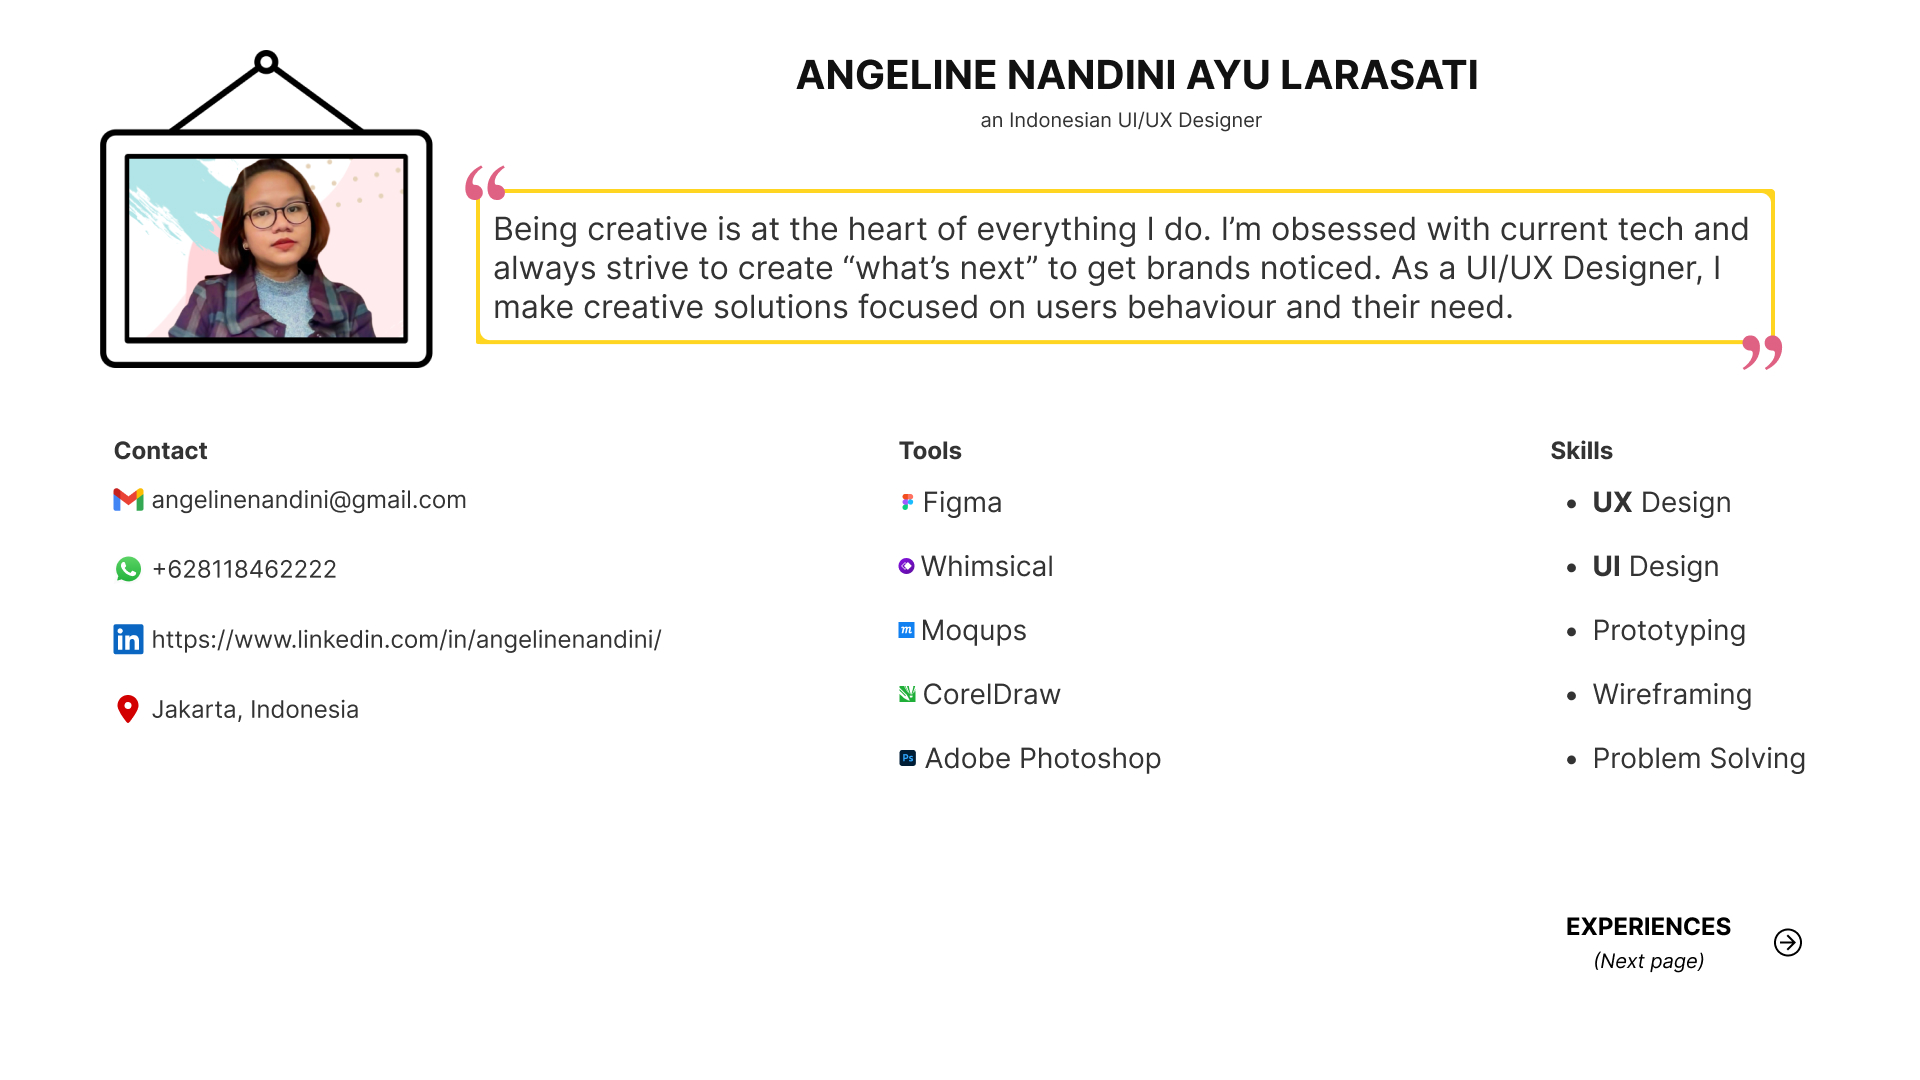 ANGELINE NANDINI AYU LARASATI
an Indonesian UI/UX Designer
“
Being creative is at the heart of everything I do. I’m obsessed with current tech and
always strive to create “what’s next” to get brands noticed. As a UI/UX Designer, I
make creative solutions focused on users behaviour and their need.
”
Contact
angelinenandini@gmail.com
+628118462222
https://www.linkedin.com/in/angelinenandini/
Jakarta, Indonesia
Tools
Figma
Whimsical
Moqups
CorelDraw
Adobe Photoshop
Skills
• UX Design
• UI Design
• Prototyping
• Wireframing
• Problem Solving
EXPERIENCES
(Next page)